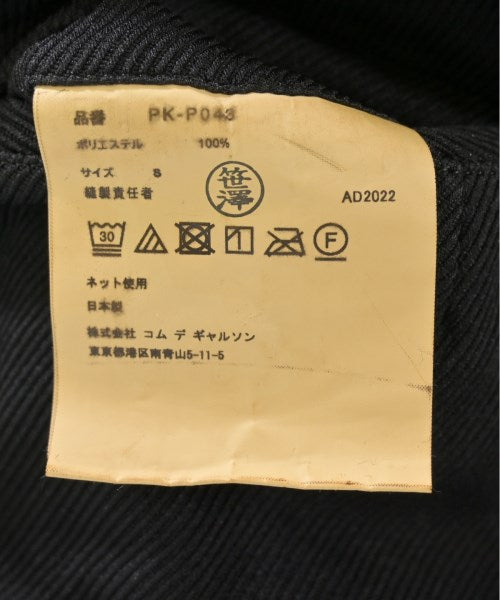 品番 PK-P043
ポリエステル 100%
サイズ S
縫製責任者 笹澤 AD2022
30 1 F
ネット使用
日本製
株式会社 コム デ ギャルソン
東京都港区南青山5-11-5